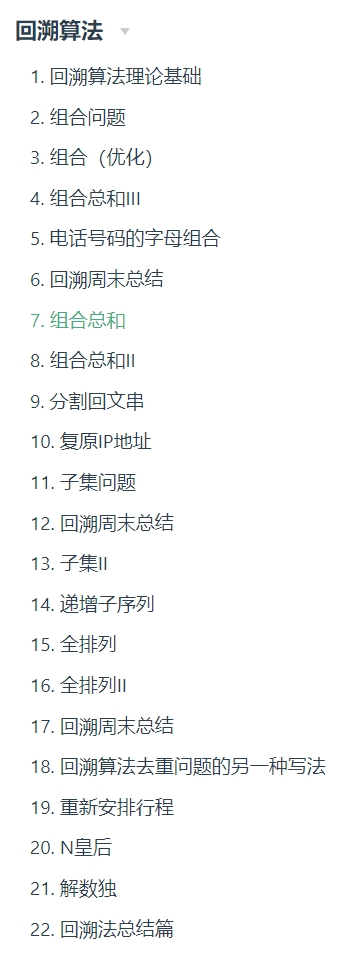 回溯算法
1. 回溯算法理论基础
2. 组合问题
3. 组合（优化）
4. 组合总和III
5. 电话号码的字母组合
6. 回溯周末总结
7. 组合总和
8. 组合总和II
9. 分割回文串
10. 复原IP地址
11. 子集问题
12. 回溯周末总结
13. 子集II
14. 递增子序列
15. 全排列
16. 全排列II
17. 回溯周末总结
18. 回溯算法去重问题的另一种写法
19. 重新安排行程
20. N皇后
21. 解数独
22. 回溯法总结篇